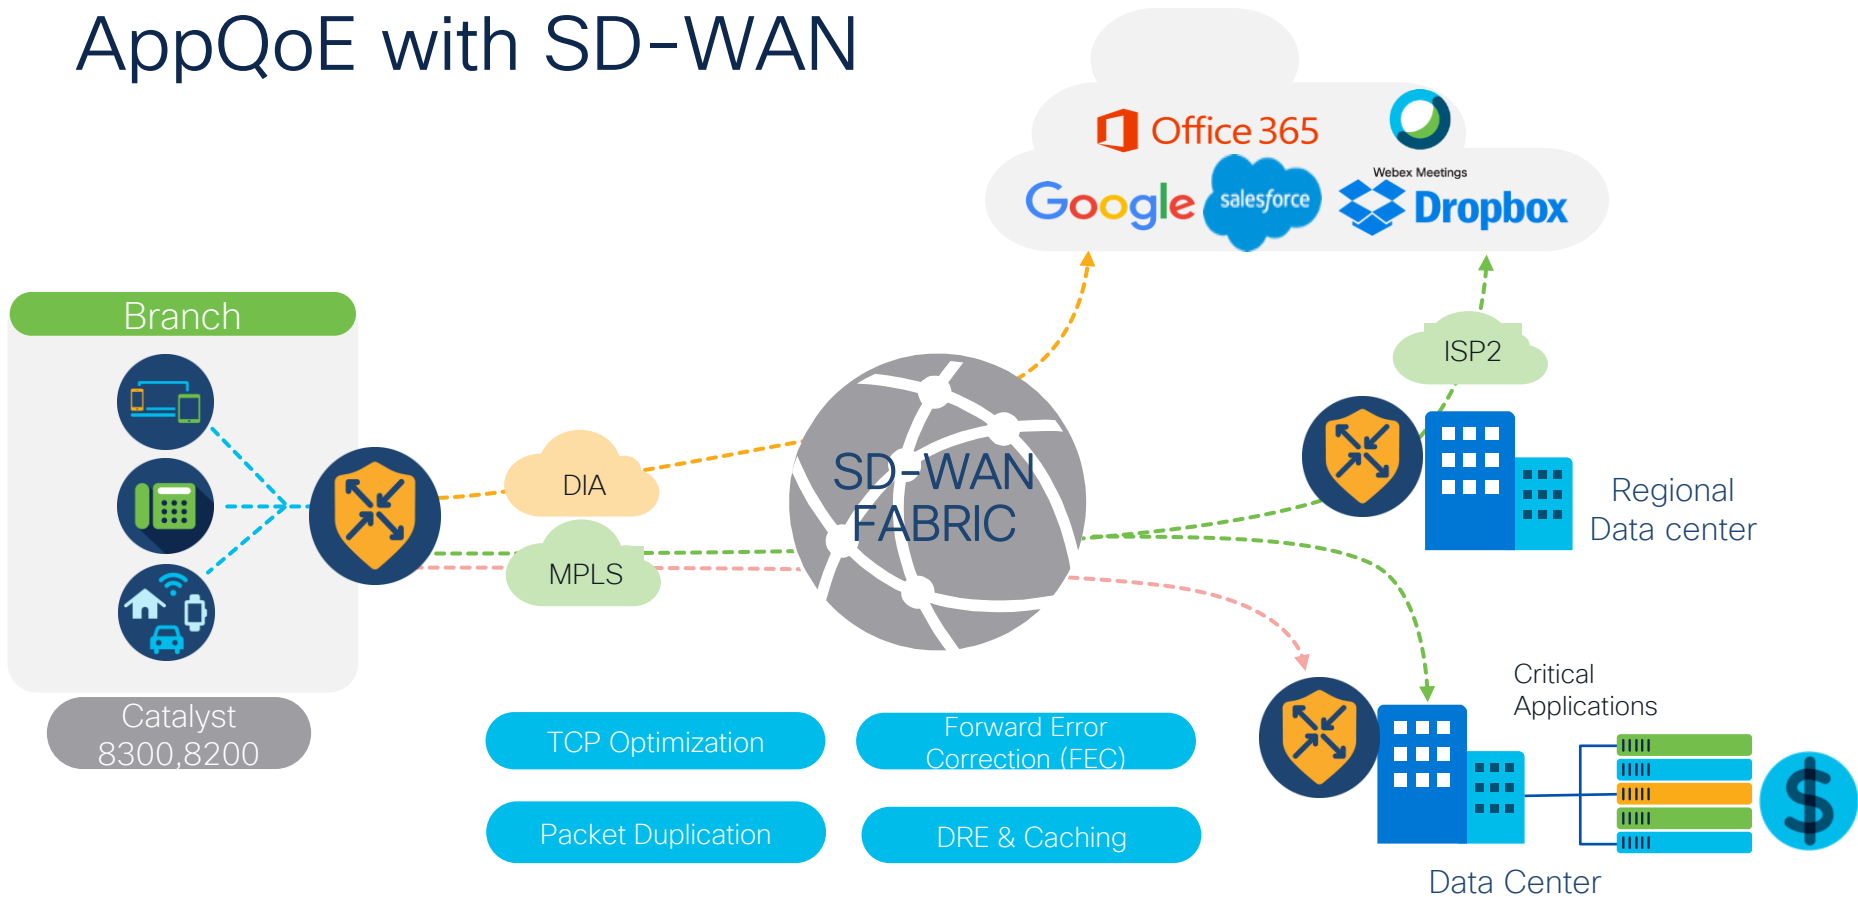 AppQoE with SD-WAN
Office 365
Webex Meetings
Google
salesforce
Dropbox
Branch
ISP2
DIA
SD-WAN
FABRIC
MPLS
Regional
Data center
Catalyst
8300,8200
TCP Optimization
Forward Error
Correction (FEC)
Packet Duplication
DRE & Caching
Critical
Applications
$
Data Center